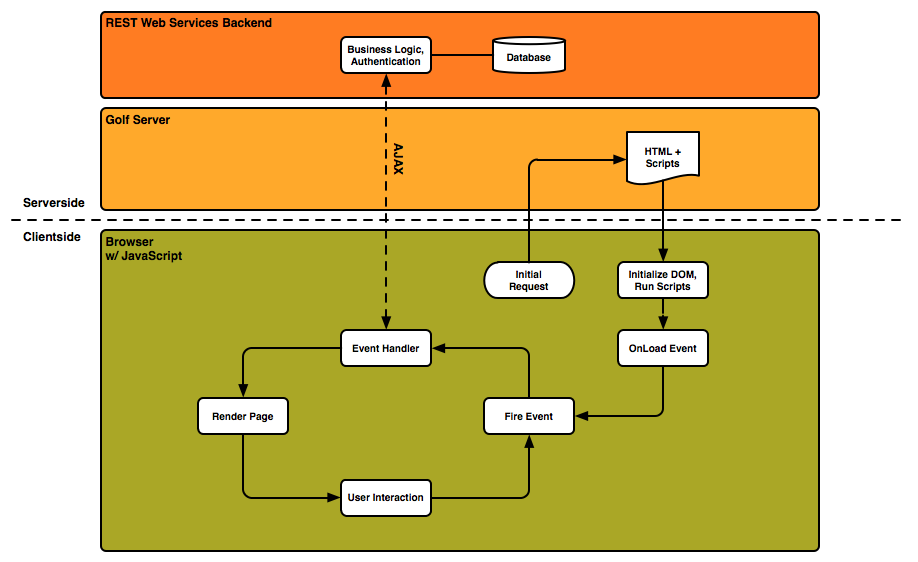 REST Web Services Backend
Business Logic,
Authentication
Database
Golf Server
AJAX
HTML +
Scripts
Serverside
Clientside
Browser
w/ JavaScript
Initial
Request
Initialize DOM,
Run Scripts
Event Handler
OnLoad Event
Render Page
Fire Event
User Interaction